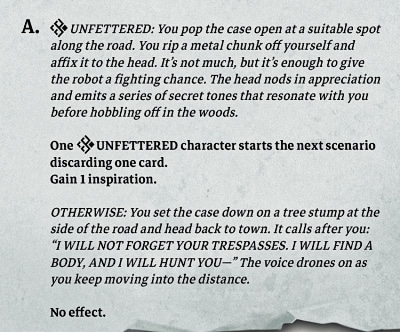 A. UNFETTERED: You pop the case open at a suitable spot
along the road. You rip a metal chunk off yourself and
affix it to the head. It's not much, but it's enough to give
the robot a fighting chance. The head nods in appreciation
and emits a series of secret tones that resonate with you
before hobbling off in the woods.
One UNFETTERED character starts the next scenario
discarding one card.
Gain 1 inspiration.
OTHERWISE: You set the case down on a tree stump at the
side of the road and head back to town. It calls after you:
“I WILL NOT FORGET YOUR TRESPASSES. I WILL FIND A
BODY, AND I WILL HUNT YOU—” The voice drones on as
you keep moving into the distance.
No effect.